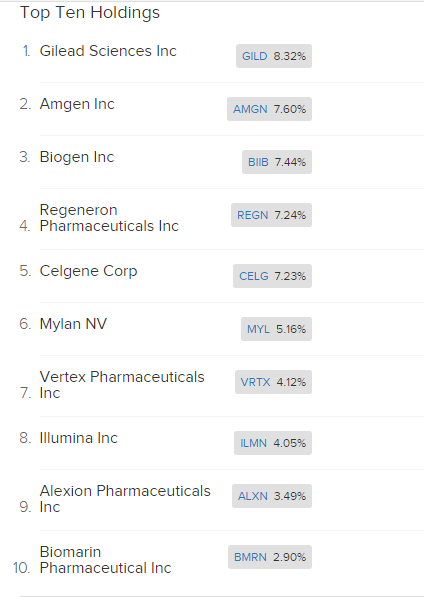 Top Ten Holdings
1. Gilead Sciences Inc GILD 8.32%
2. Amgen Inc AMGN 7.60%
3. Biogen Inc BIIB 7.44%
Regeneron REGN 7.24%
4. Pharmaceuticals Inc
5. Celgene Corp CELG 7.23%
6. Mylan NV MYL 5.16%
Vertex Pharmaceuticals VRTX 4.12%
7. Inc
8. Illumina Inc ILMN 4.05%
Alexion Pharmaceuticals ALXN 3.49%
9. Inc
Biomarin BMRN 2.90%
10. Pharmaceutical Inc